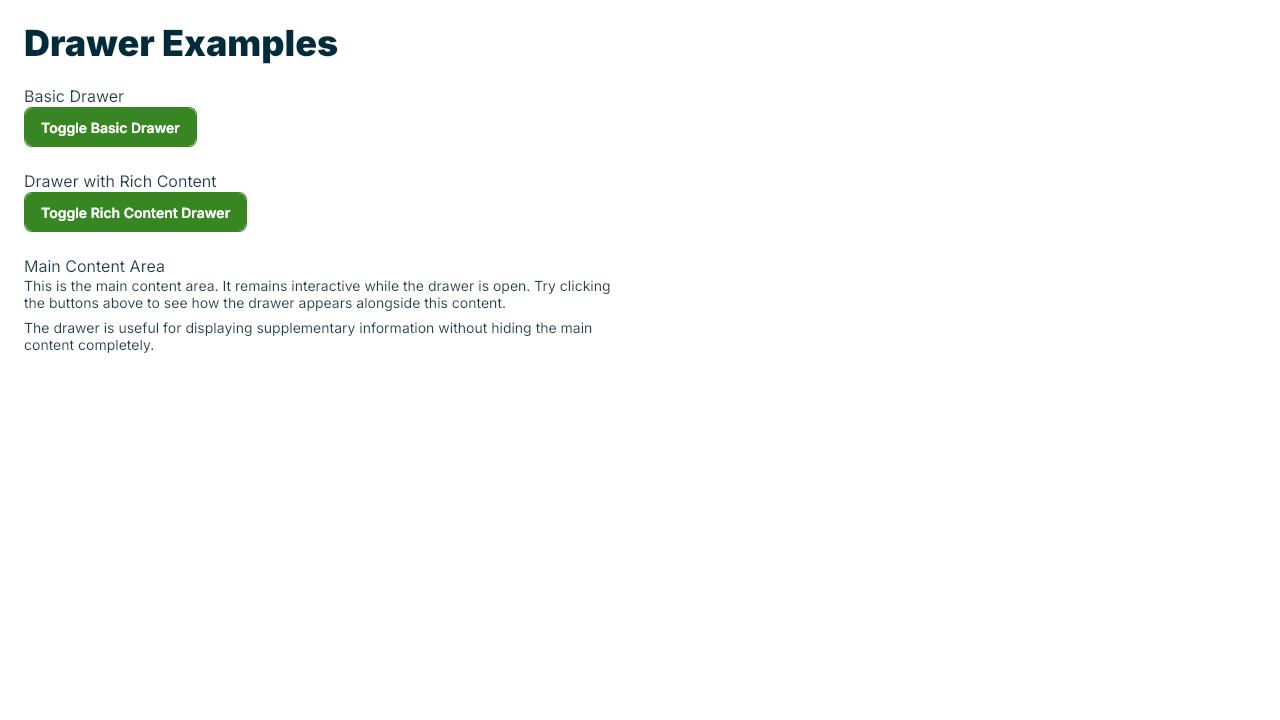 Drawer Examples
Basic Drawer
Toggle Basic Drawer
Drawer with Rich Content
Toggle Rich Content Drawer
Main Content Area
This is the main content area. It remains interactive while the drawer is open. Try clicking
the buttons above to see how the drawer appears alongside this content.
The drawer is useful for displaying supplementary information without hiding the main
content completely.